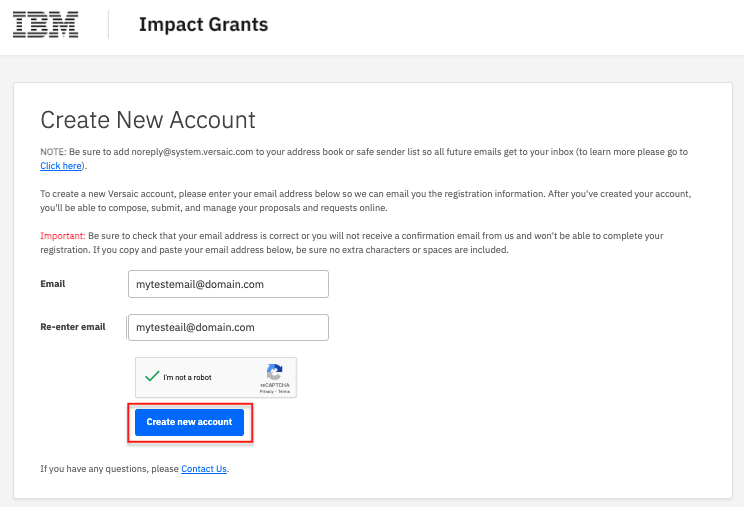 IBM
Impact Grants
Create New Account
NOTE: Be sure to add noreply@system.versaic.com to your address book or safe sender list so all future emails get to your inbox (to learn more please go to
Click here).
To create a new Versaic account, please enter your email address below so we can email you the registration information. After you've created your account,
you'll be able to compose, submit, and manage your proposals and requests online.
Important: Be sure to check that your email address is correct or you will not receive a confirmation email from us and won't be able to complete your
registration. If you copy and paste your email address below, be sure no extra characters or spaces are included.
Email
mytestemail@domain.com
Re-enter email
mytesteail@domain.com
I'm not a robot
reCAPTCHA
Privacy - Terms
Create new account
If you have any questions, please Contact Us.